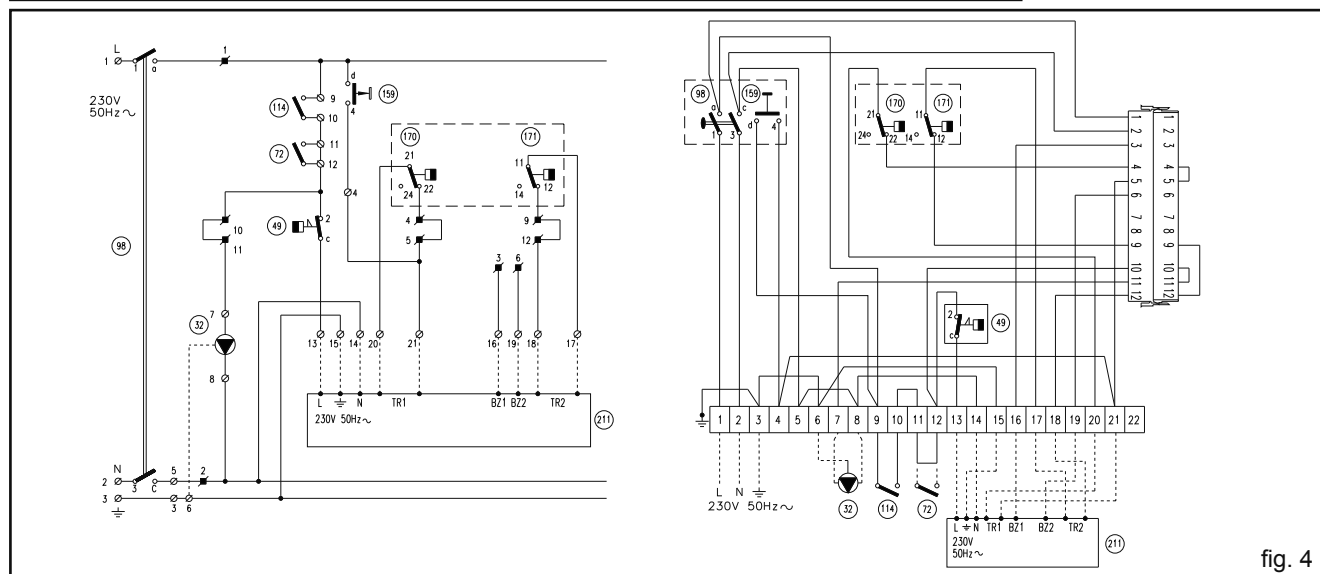 L
1 1 a 1
230V
50Hz~
114 9
10
72 11
12
d
159
4
170 171
21 11
24 22 14 12
4
49 2
c
10
11
4
5
9
12
3 6
98
7
32
8
13 15 14 20 21 16 19 18 17
L N TR1 BZ1 BZ2 TR2
230V 50Hz~
211
N
2 3 C 5 2
3 3 6
98 159
a c
1 3 d 4
170 171
21 11
24 22 14 12
1 1
2 2
3 3
4 4
5 5
6 6
7 7
8 8
9 9
10 10
11 11
12 12
2
49
c
1 2 3 4 5 6 7 8 9 10 11 12 13 14 15 16 17 18 19 20 21 22
L N
230V 50Hz~
32 114 72
L N TR1 BZ1 BZ2 TR2
230V
50Hz~
211
fig. 4